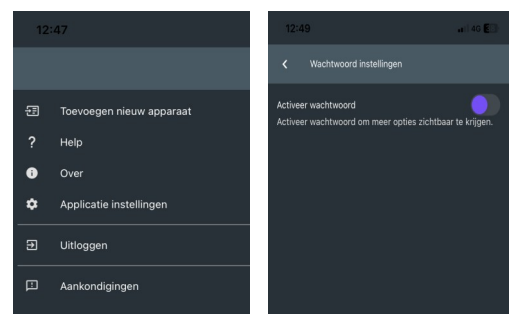 12:47
Toevoegen nieuw apparaat
? Help
Over
Applicatie instellingen
Uitloggen
Aankondigingen
12:49
4G
Wachtwoord instellingen
Activeer wachtwoord
Activeer wachtwoord om meer opties zichtbaar te krijgen.